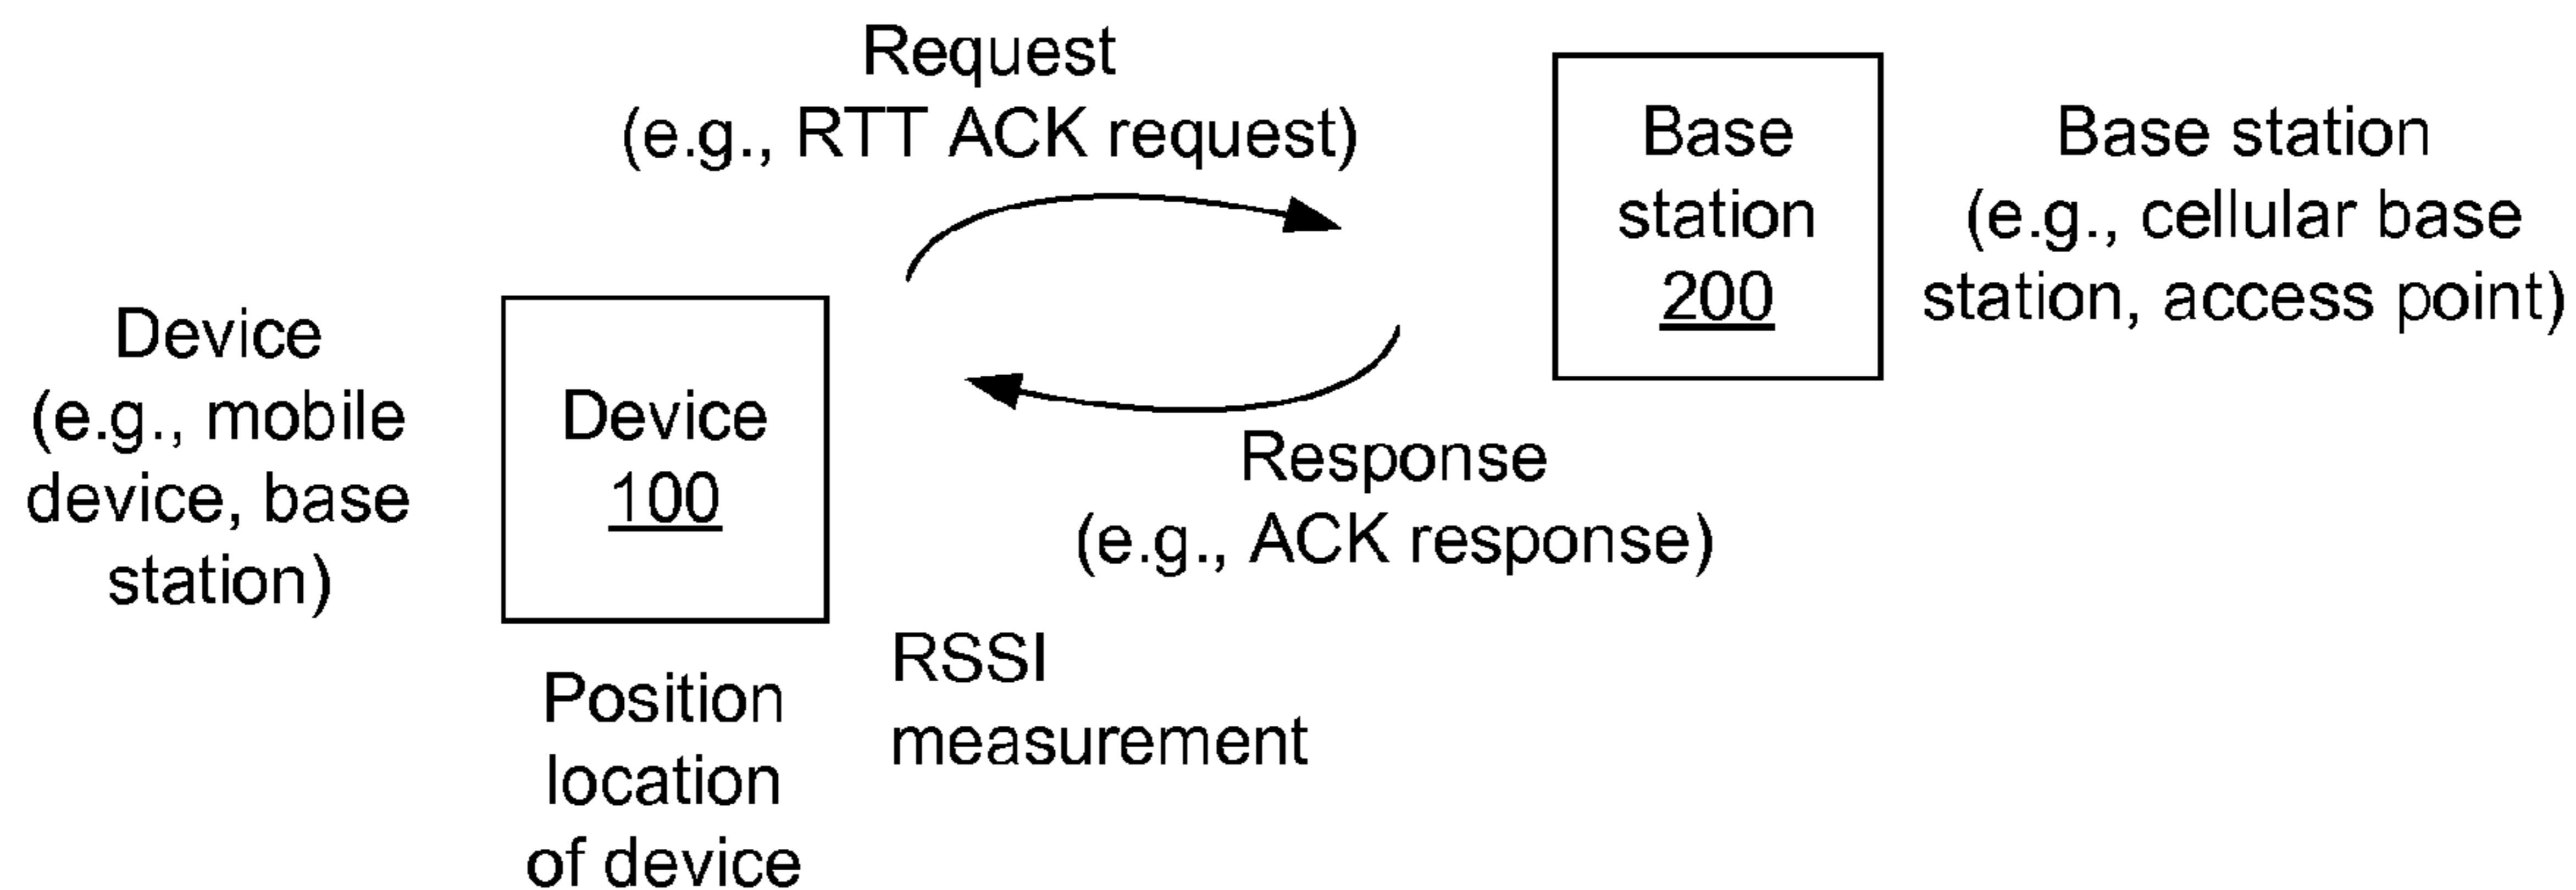 Request
(e.g., RTT ACK request)
Base
station
200
Base station
(e.g., cellular base
station, access point)
Device
(e.g., mobile
device, base
station)
Device
100
Response
(e.g., ACK response)
RSSI
measurement
Position
location
of device